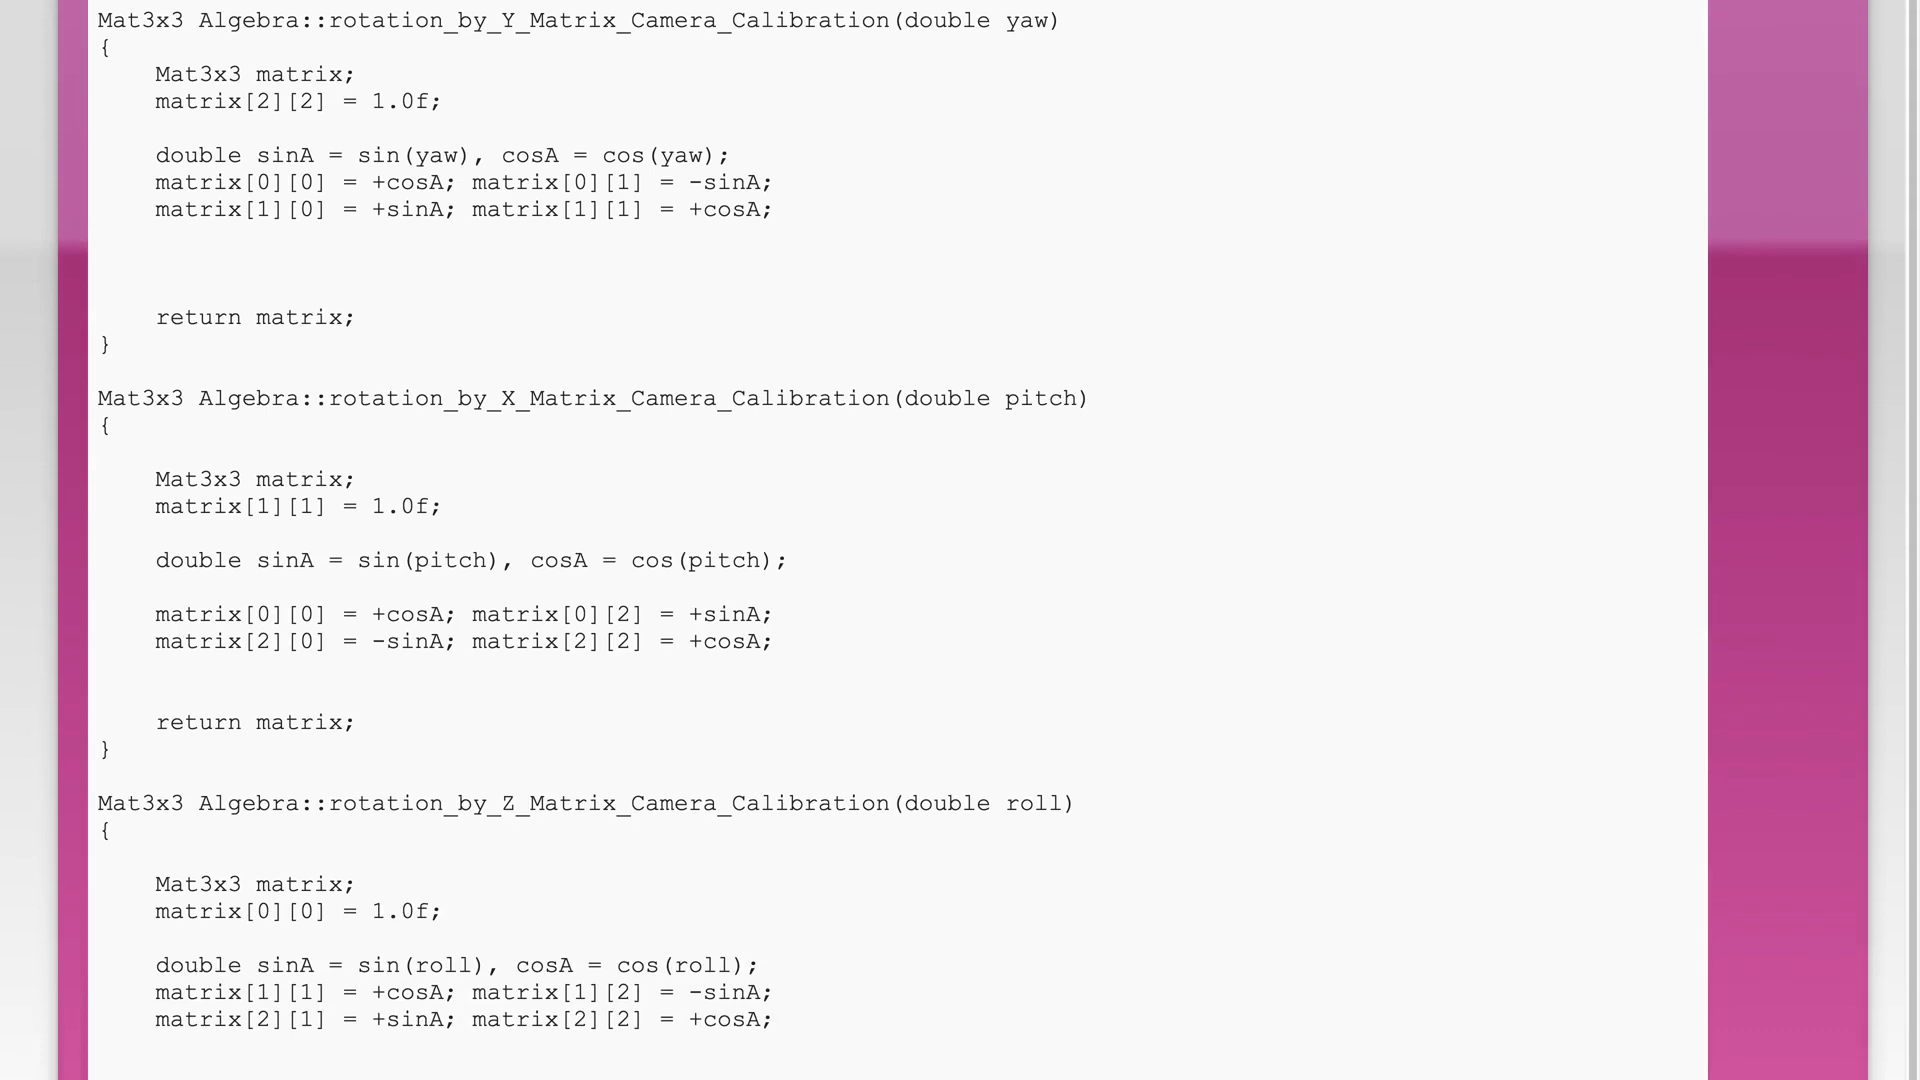 Mat3x3 Algebra::rotation_by_Y_Matrix_Camera_Calibration(double yaw)
{
    Mat3x3 matrix;
    matrix[2][2] = 1.0f;

    double sinA = sin(yaw), cosA = cos(yaw);
    matrix[0][0] = +cosA; matrix[0][1] = -sinA;
    matrix[1][0] = +sinA; matrix[1][1] = +cosA;

    return matrix;
}

Mat3x3 Algebra::rotation_by_X_Matrix_Camera_Calibration(double pitch)
{

    Mat3x3 matrix;
    matrix[1][1] = 1.0f;

    double sinA = sin(pitch), cosA = cos(pitch);

    matrix[0][0] = +cosA; matrix[0][2] = +sinA;
    matrix[2][0] = -sinA; matrix[2][2] = +cosA;

    return matrix;
}

Mat3x3 Algebra::rotation_by_Z_Matrix_Camera_Calibration(double roll)
{

    Mat3x3 matrix;
    matrix[0][0] = 1.0f;

    double sinA = sin(roll), cosA = cos(roll);
    matrix[1][1] = +cosA; matrix[1][2] = -sinA;
    matrix[2][1] = +sinA; matrix[2][2] = +cosA;